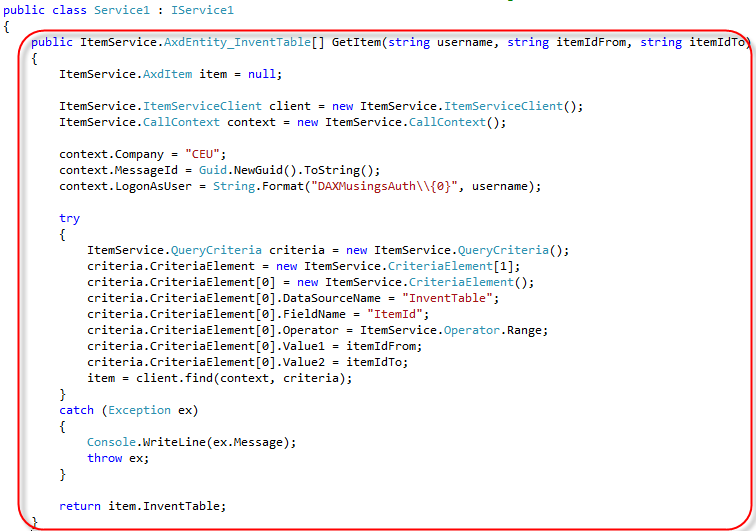 public class Service1 : IService1
{
public ItemService.AxdEntity_InventTable[] GetItem(string username, string itemIdFrom, string itemIdTo)
{
ItemService.AxdItem item = null;
ItemService.ItemServiceClient client = new ItemService.ItemServiceClient();
ItemService.CallContext context = new ItemService.CallContext();
context.Company = "CEU";
context.MessageId = Guid.NewGuid().ToString();
context.LogonAsUser = String.Format("DAXMusingsAuth\\{0}", username);
try
{
ItemService.QueryCriteria criteria = new ItemService.QueryCriteria();
criteria.CriteriaElement = new ItemService.CriteriaElement[1];
criteria.CriteriaElement[0] = new ItemService.CriteriaElement();
criteria.CriteriaElement[0].DataSourceName = "InventTable";
criteria.CriteriaElement[0].FieldName = "ItemId";
criteria.CriteriaElement[0].Operator = ItemService.Operator.Range;
criteria.CriteriaElement[0].Value1 = itemIdFrom;
criteria.CriteriaElement[0].Value2 = itemIdTo;
item = client.find(context, criteria);
}
catch (Exception ex)
{
Console.WriteLine(ex.Message);
throw ex;
}
return item.InventTable;
}